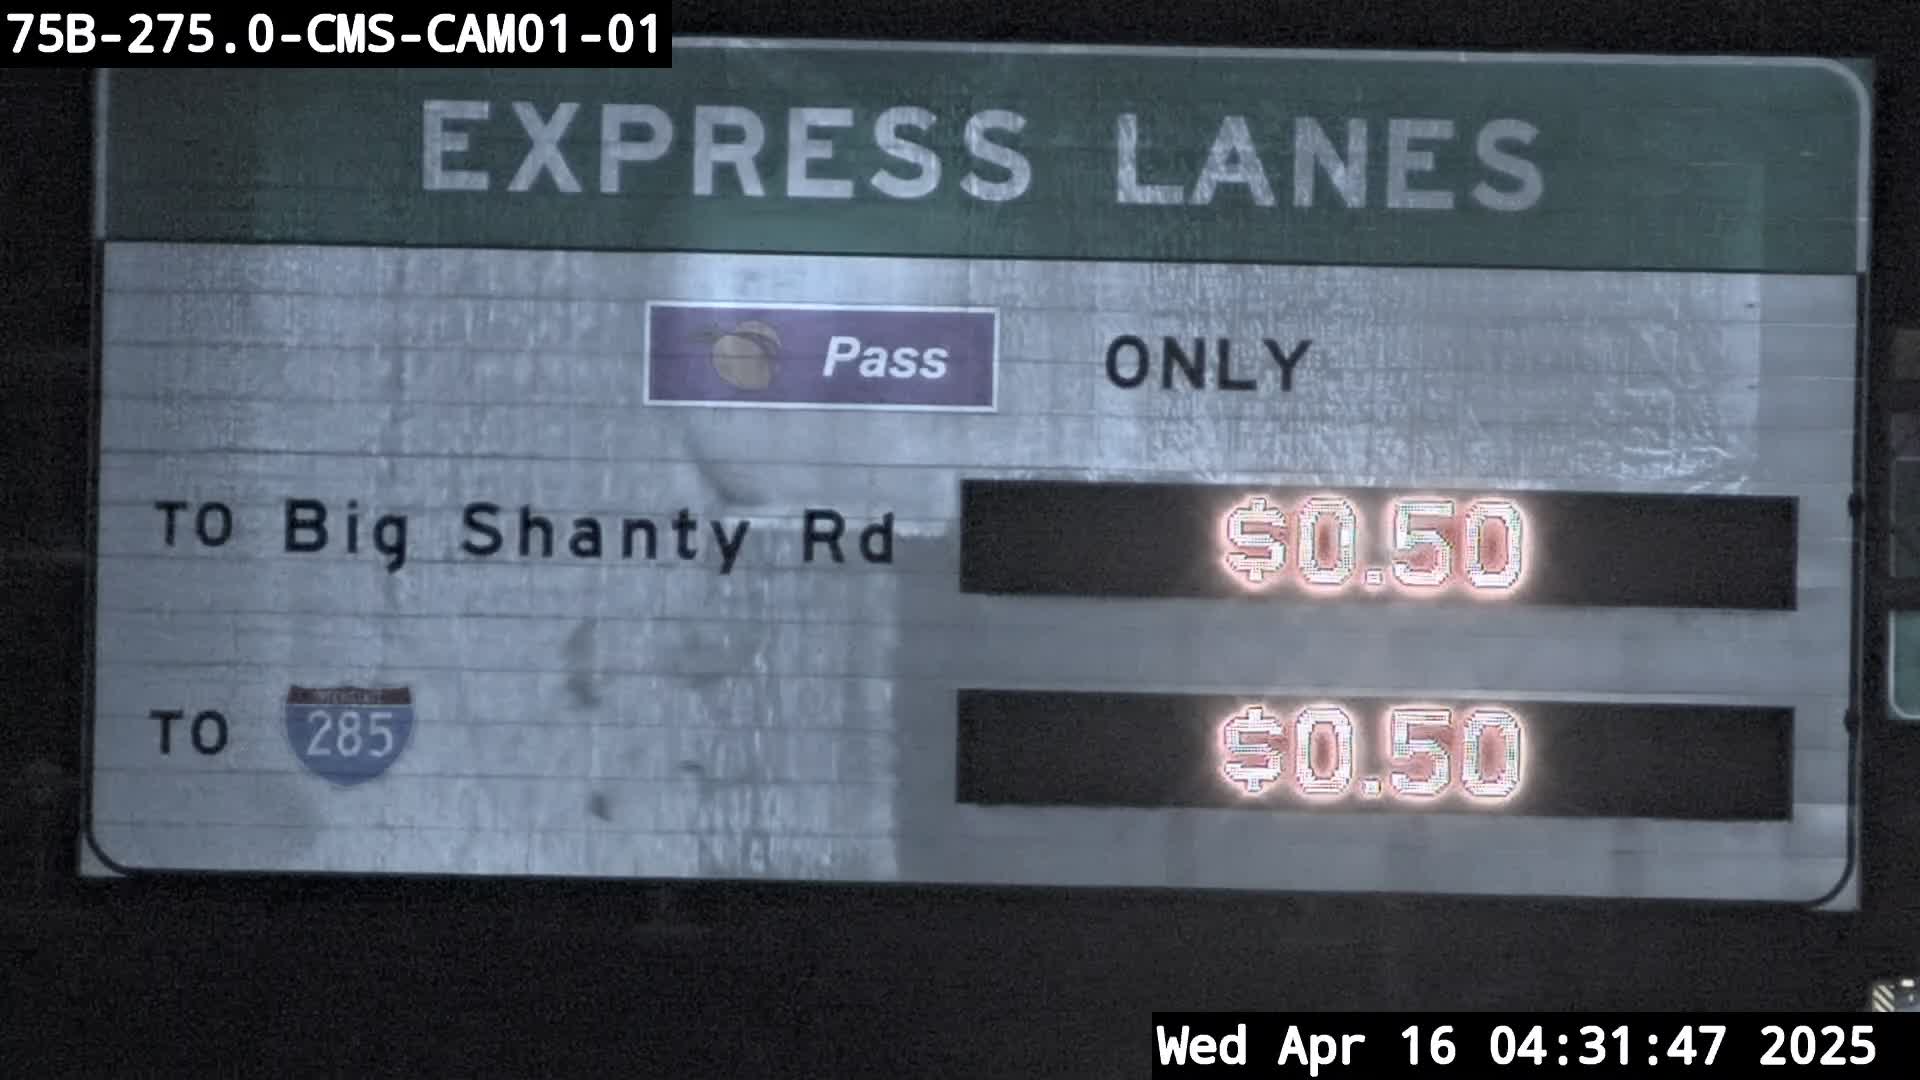 75B-275.0-CMS-CAM01-01
EXPRESS LANES
Pass ONLY
TO Big Shanty Rd $0.50
INTERSTATE
TO 285 $0.50
Wed Apr 16 04:31:47 2025